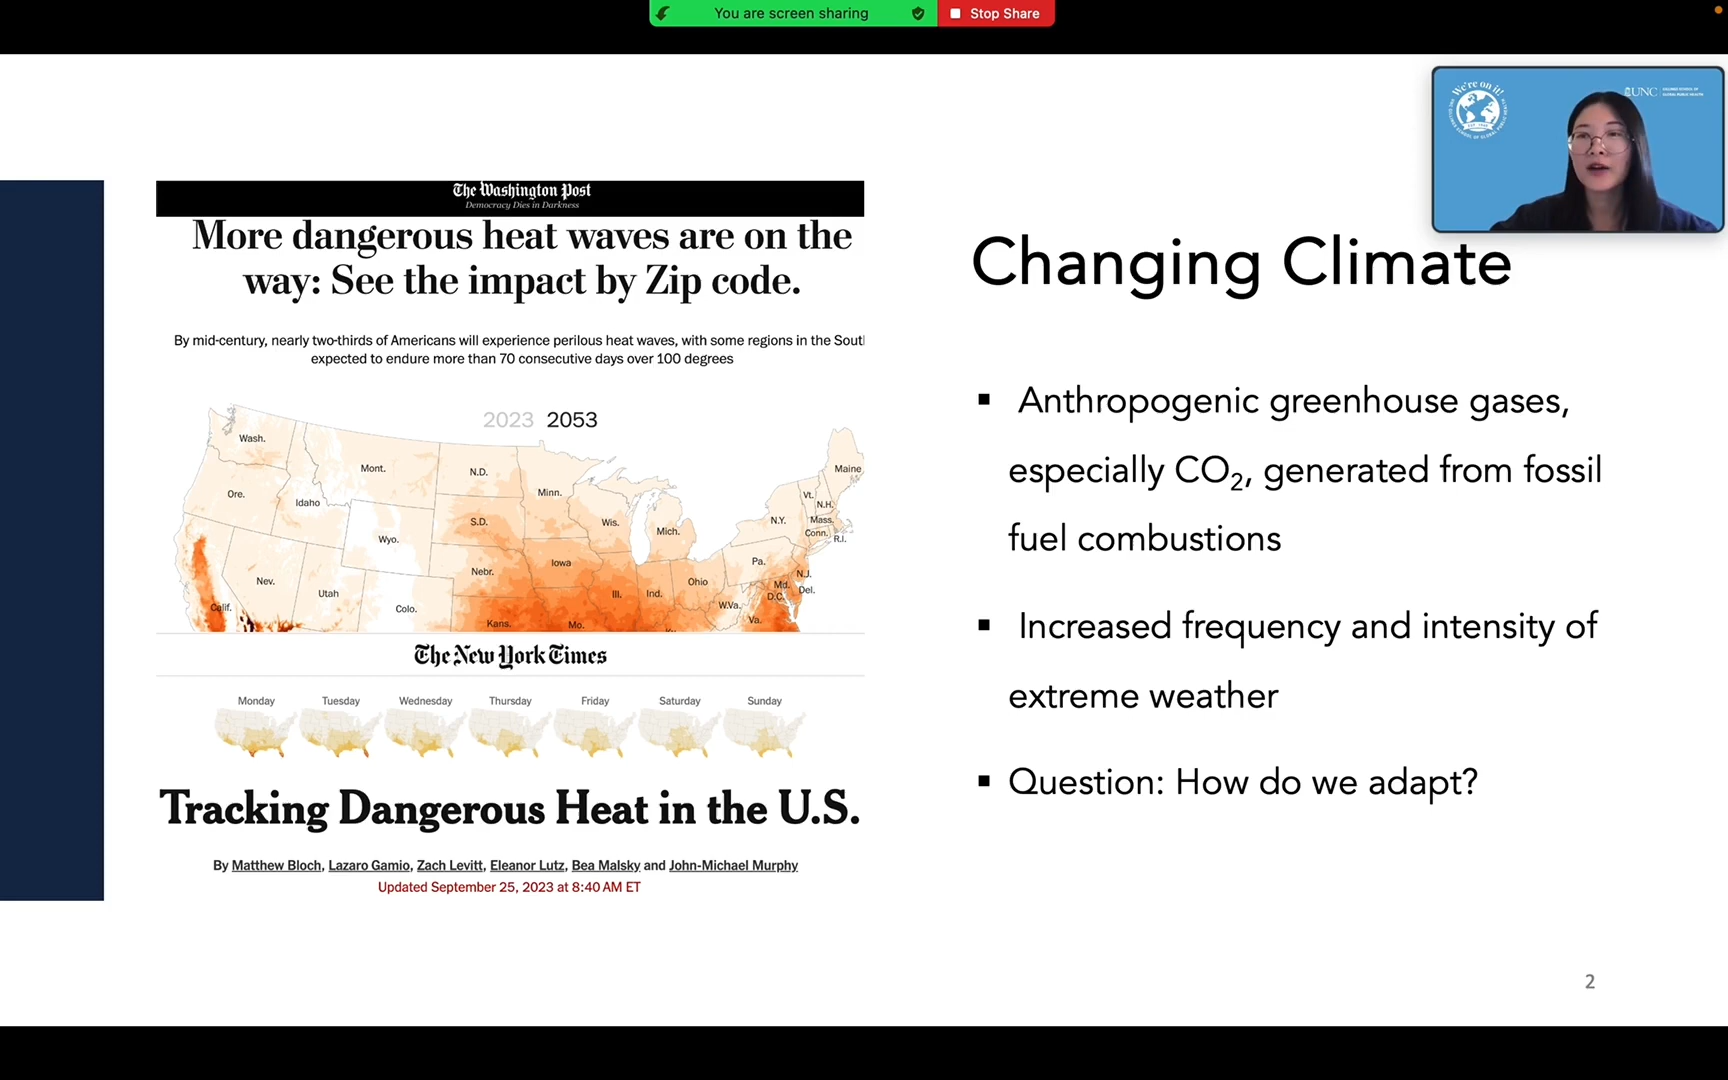 You are screen sharing
Stop Share
We're on it!
UNC
The Washington Post
Democracy Dies in Darkness
More dangerous heat waves are on the
way: See the impact by Zip code.
By mid-century, nearly two-thirds of Americans will experience perilous heat waves, with some regions in the Sout
expected to endure more than 70 consecutive days over 100 degrees
2023 2053
Wash.
Mont.
N.D.
Maine
Ore.
Idaho
Minn.
Vt.
N.H.
S.D.
Wis.
Mich.
N.Y.
Mass.
Conn.
R.I.
Wyo.
Nebr.
Iowa
Pa.
N.J.
Nev.
Utah
Colo.
Ill.
Ind.
Ohio
Md.
Del.
D.C.
W.Va.
Calif.
Kans.
Mo.
Va.
The New York Times
Monday Tuesday Wednesday Thursday Friday Saturday Sunday
Tracking Dangerous Heat in the U.S.
By Matthew Bloch, Lazaro Gamio, Zach Levitt, Eleanor Lutz, Bea Malsky and John-Michael Murphy
Updated September 25, 2023 at 8:40 AM ET
Changing Climate
▪ Anthropogenic greenhouse gases,
especially CO₂, generated from fossil
fuel combustions
▪ Increased frequency and intensity of
extreme weather
▪ Question: How do we adapt?
2